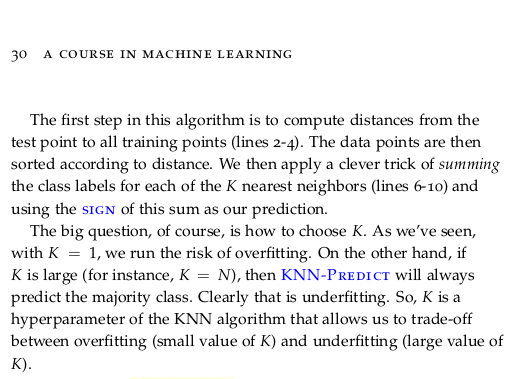 30 A COURSE IN MACHINE LEARNING
The first step in this algorithm is to compute distances from the
test point to all training points (lines 2-4). The data points are then
sorted according to distance. We then apply a clever trick of summing
the class labels for each of the K nearest neighbors (lines 6-10) and
using the SIGN of this sum as our prediction.
The big question, of course, is how to choose K. As we’ve seen,
with K = 1, we run the risk of overfitting. On the other hand, if
K is large (for instance, K = N), then KNN-PREDICT will always
predict the majority class. Clearly that is underfitting. So, K is a
hyperparameter of the KNN algorithm that allows us to trade-off
between overfitting (small value of K) and underfitting (large value of
K).